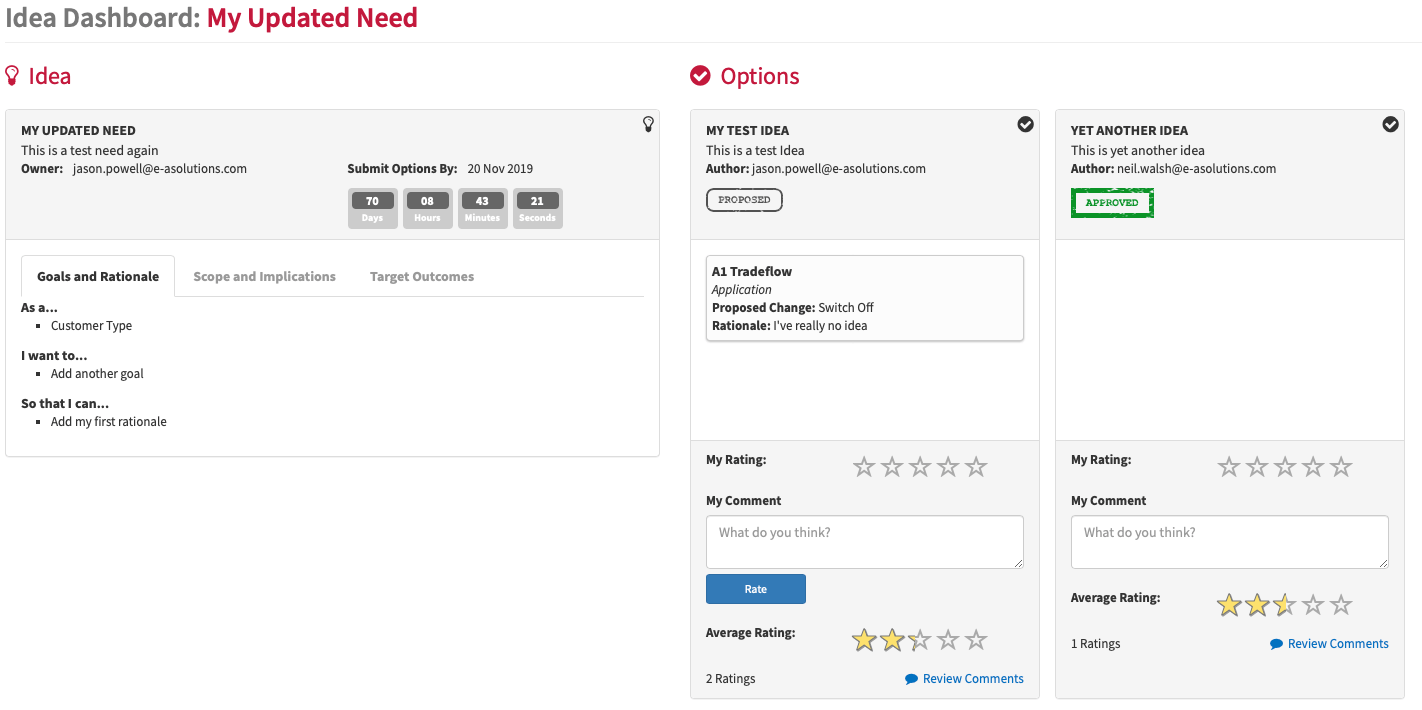 Idea Dashboard: My Updated Need
Idea
MY UPDATED NEED
This is a test need again
Owner: jason.powell@e-asolutions.com
Submit Options By: 20 Nov 2019
70 08 43 21
Days Hours Minutes Seconds
Goals and Rationale Scope and Implications Target Outcomes
As a...
Customer Type
I want to...
Add another goal
So that I can...
Add my first rationale
Options
MY TEST IDEA
This is a test Idea
Author: jason.powell@e-asolutions.com
PROPOSED
A1 Tradeflow
Application
Proposed Change: Switch Off
Rationale: I've really no idea
My Rating:
My Comment
What do you think?
Rate
Average Rating:
2 Ratings Review Comments
YET ANOTHER IDEA
This is yet another idea
Author: neil.walsh@e-asolutions.com
APPROVED
My Rating:
My Comment
What do you think?
Average Rating:
1 Ratings Review Comments